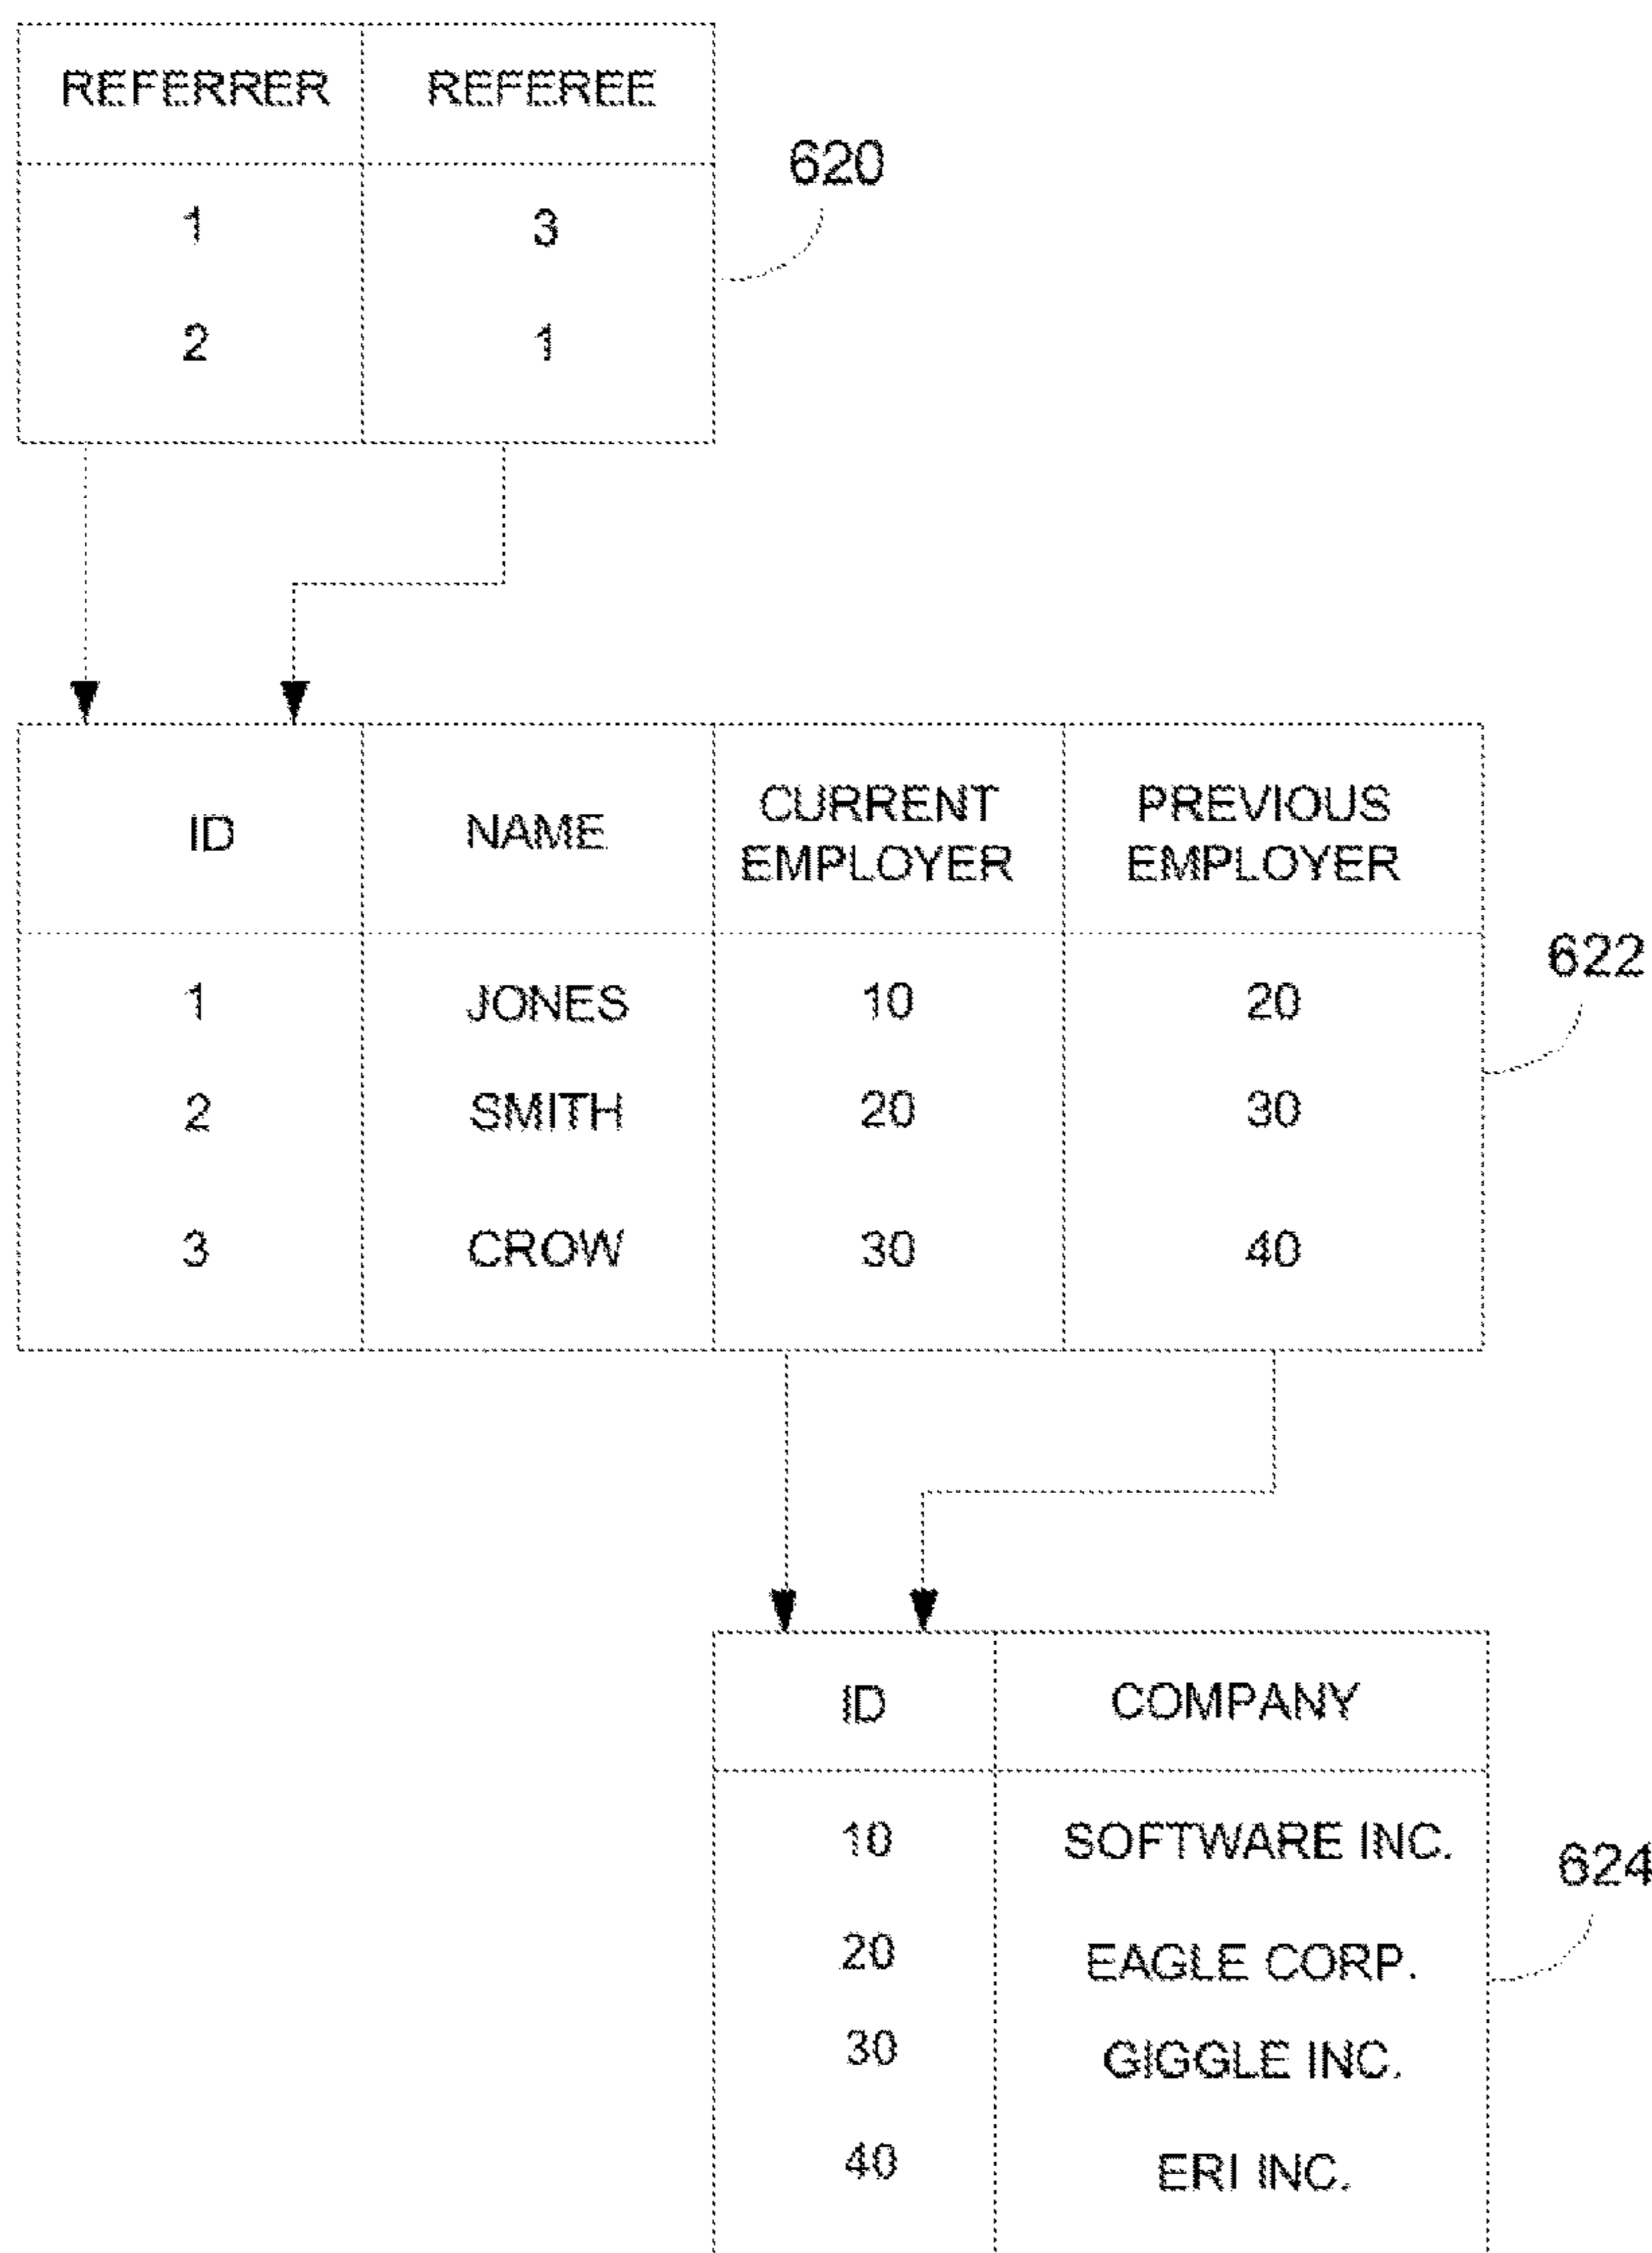 REFERRER REFEREE
620
1 3
2 1
ID NAME CURRENT EMPLOYER PREVIOUS EMPLOYER
622
1 JONES 10 20
2 SMITH 20 30
3 CROW 30 40
ID COMPANY
10 SOFTWARE INC.
624
20 EAGLE CORP.
30 GIGGLE INC.
40 ERI INC.